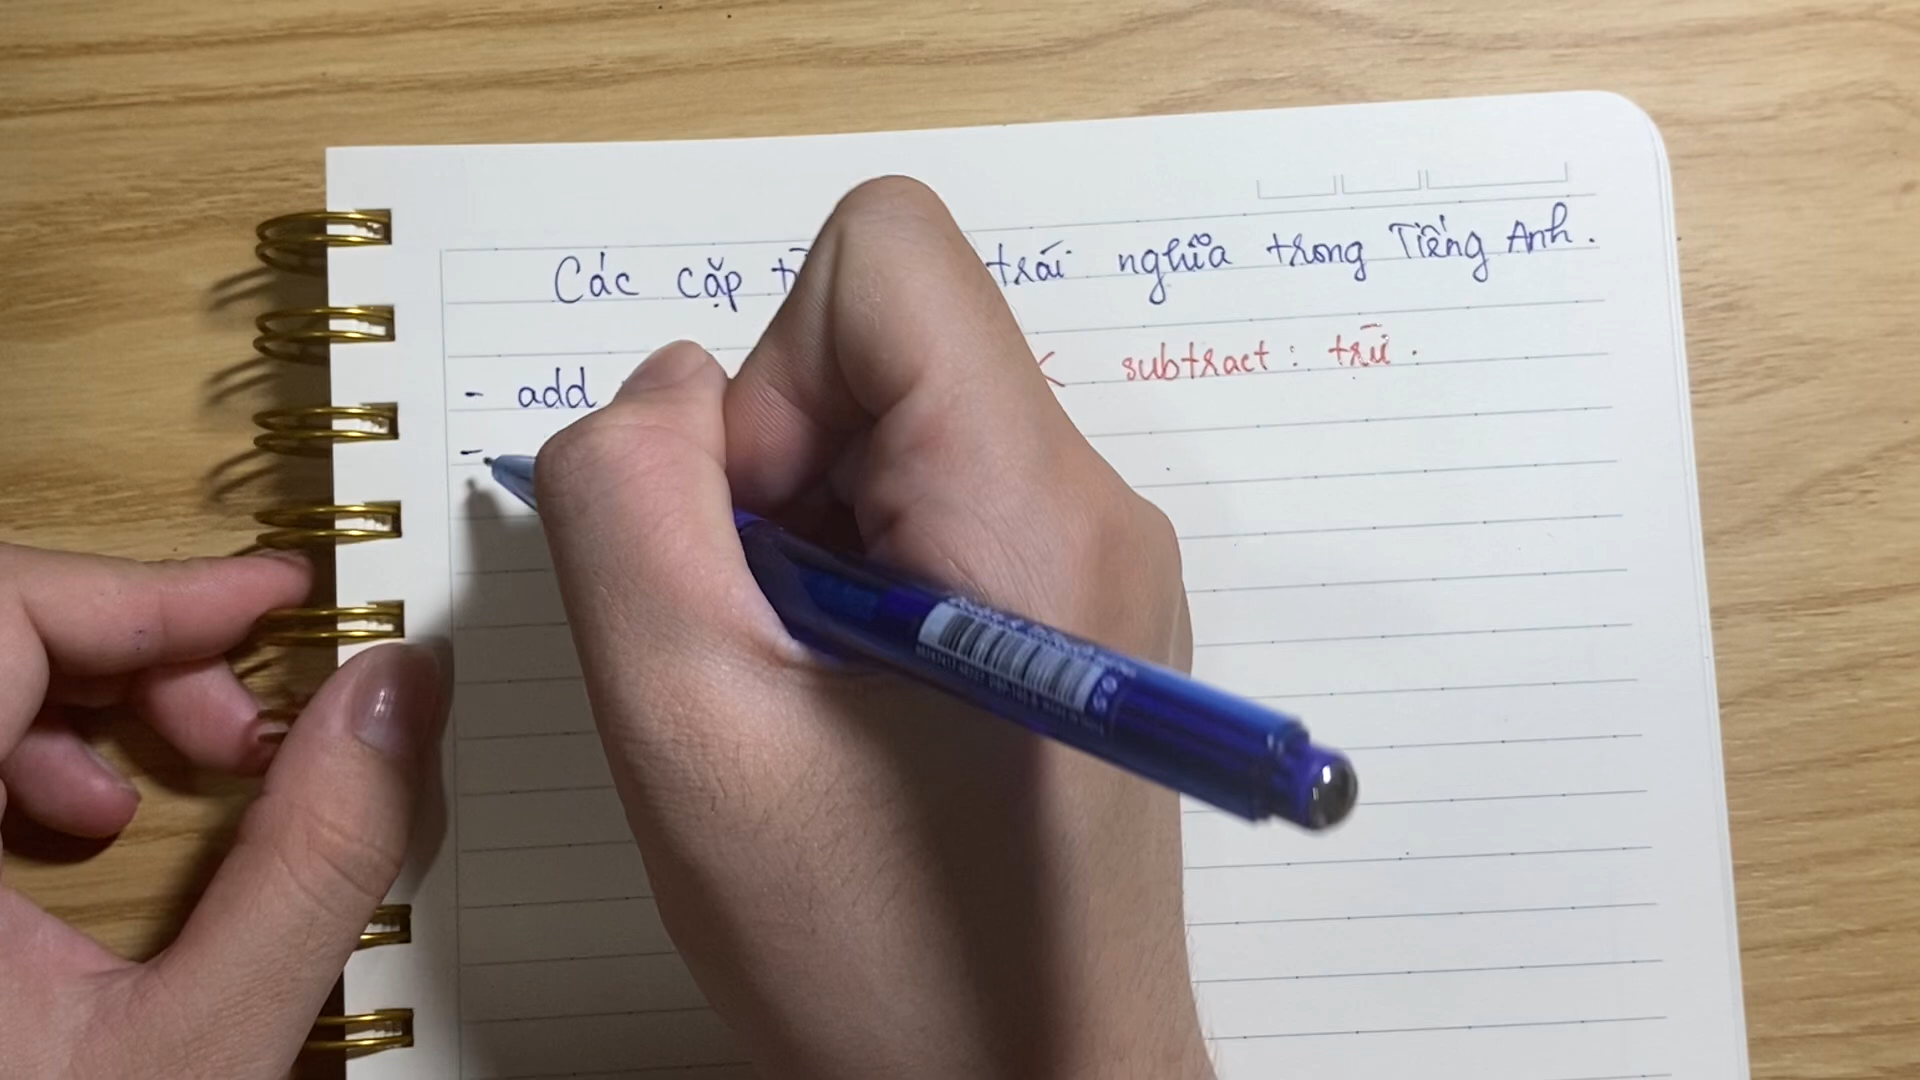 Các cặp trái nghĩa trong Tiếng Anh.
- add < subtract : trừ.
-